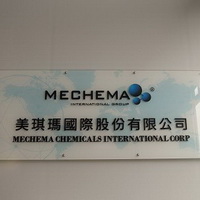 MECHEMA
INTERNATIONAL GROUP
美琪瑪國際股份有限公司
MECHEMA CHEMICALS INTERNATIONAL CORP